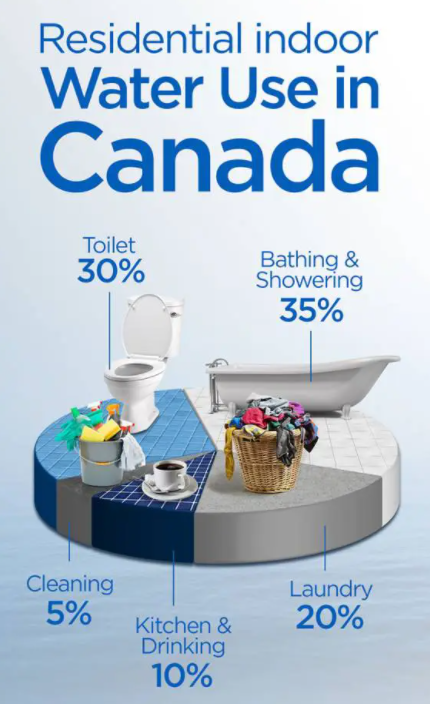 Residential indoor
Water Use in
Canada
Toilet
30%
Bathing &
Showering
35%
Cleaning
5%
Kitchen &
Drinking
10%
Laundry
20%